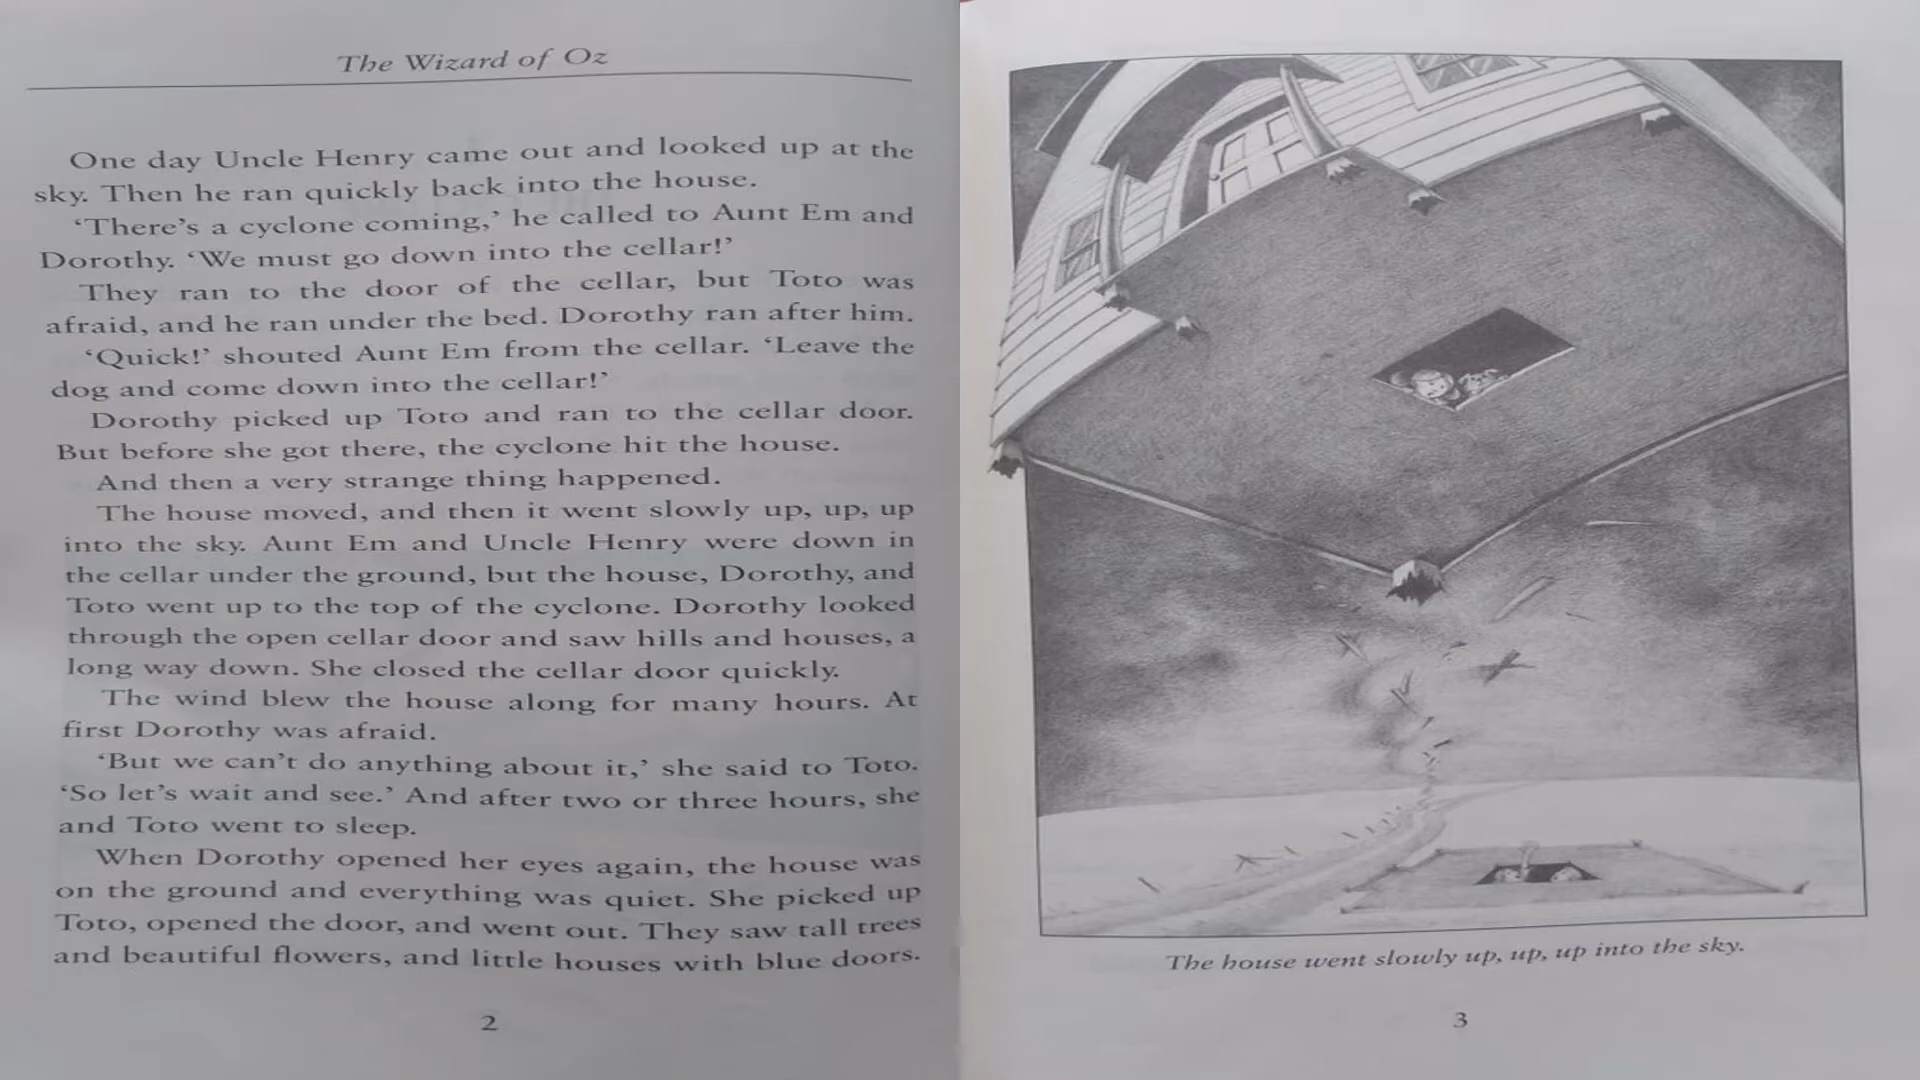 The Wizard of Oz
One day Uncle Henry came out and looked up at the
sky. Then he ran quickly back into the house.
‘There’s a cyclone coming,’ he called to Aunt Em and
Dorothy. ‘We must go down into the cellar!’
They ran to the door of the cellar, but Toto was
afraid, and he ran under the bed. Dorothy ran after him.
‘Quick!’ shouted Aunt Em from the cellar. ‘Leave the
dog and come down into the cellar!’
Dorothy picked up Toto and ran to the cellar door.
But before she got there, the cyclone hit the house.
And then a very strange thing happened.
The house moved, and then it went slowly up, up, up
into the sky. Aunt Em and Uncle Henry were down in
the cellar under the ground, but the house, Dorothy, and
Toto went up to the top of the cyclone. Dorothy looked
through the open cellar door and saw hills and houses, a
long way down. She closed the cellar door quickly.
The wind blew the house along for many hours. At
first Dorothy was afraid.
‘But we can’t do anything about it,’ she said to Toto.
‘So let’s wait and see.’ And after two or three hours, she
and Toto went to sleep.
When Dorothy opened her eyes again, the house was
on the ground and everything was quiet. She picked up
Toto, opened the door, and went out. They saw tall trees
and beautiful flowers, and little houses with blue doors.
2
The house went slowly up, up, up into the sky.
3